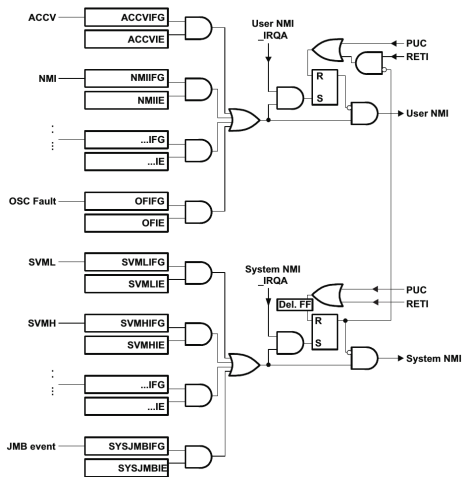 ACCV
ACCVIFG
ACCVIE
User NMI
_IRQA
PUC
RETI
NMI
NMIIFG
NMIIE
R
S
User NMI
...IFG
...IE
OSC Fault
OFIFG
OFIE
SVML
SVMLIFG
SVMLIE
System NMI
_IRQA
PUC
Del. FF
RETI
SVMH
SVMHIFG
SVMHIE
R
S
System NMI
...IFG
...IE
JMB event
SYSJMBIFG
SYSJMBIE